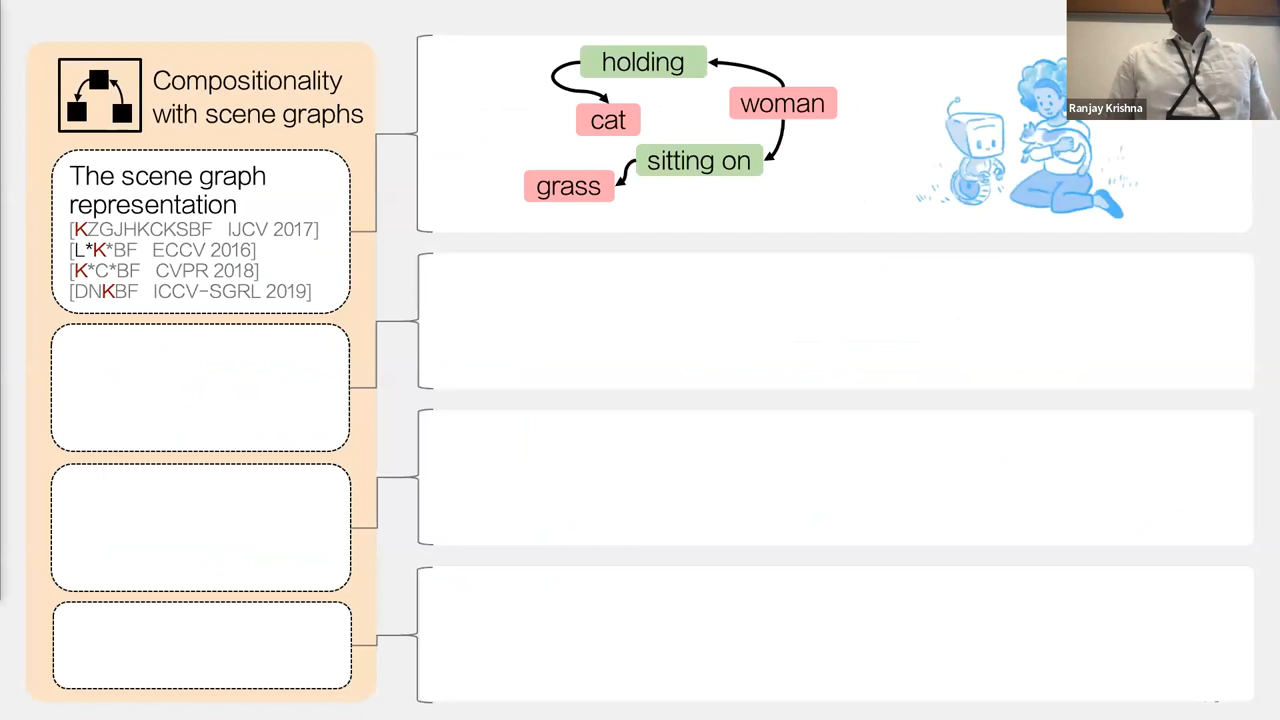 Compositionality
with scene graphs
The scene graph
representation
[KZGJHKCKSBF IJCV 2017]
[L*K*BF ECCV 2016]
[K*C*BF CVPR 2018]
[DNKBF ICCV-SGRL 2019]
holding
woman
cat
sitting on
grass
Ranjay Krishna